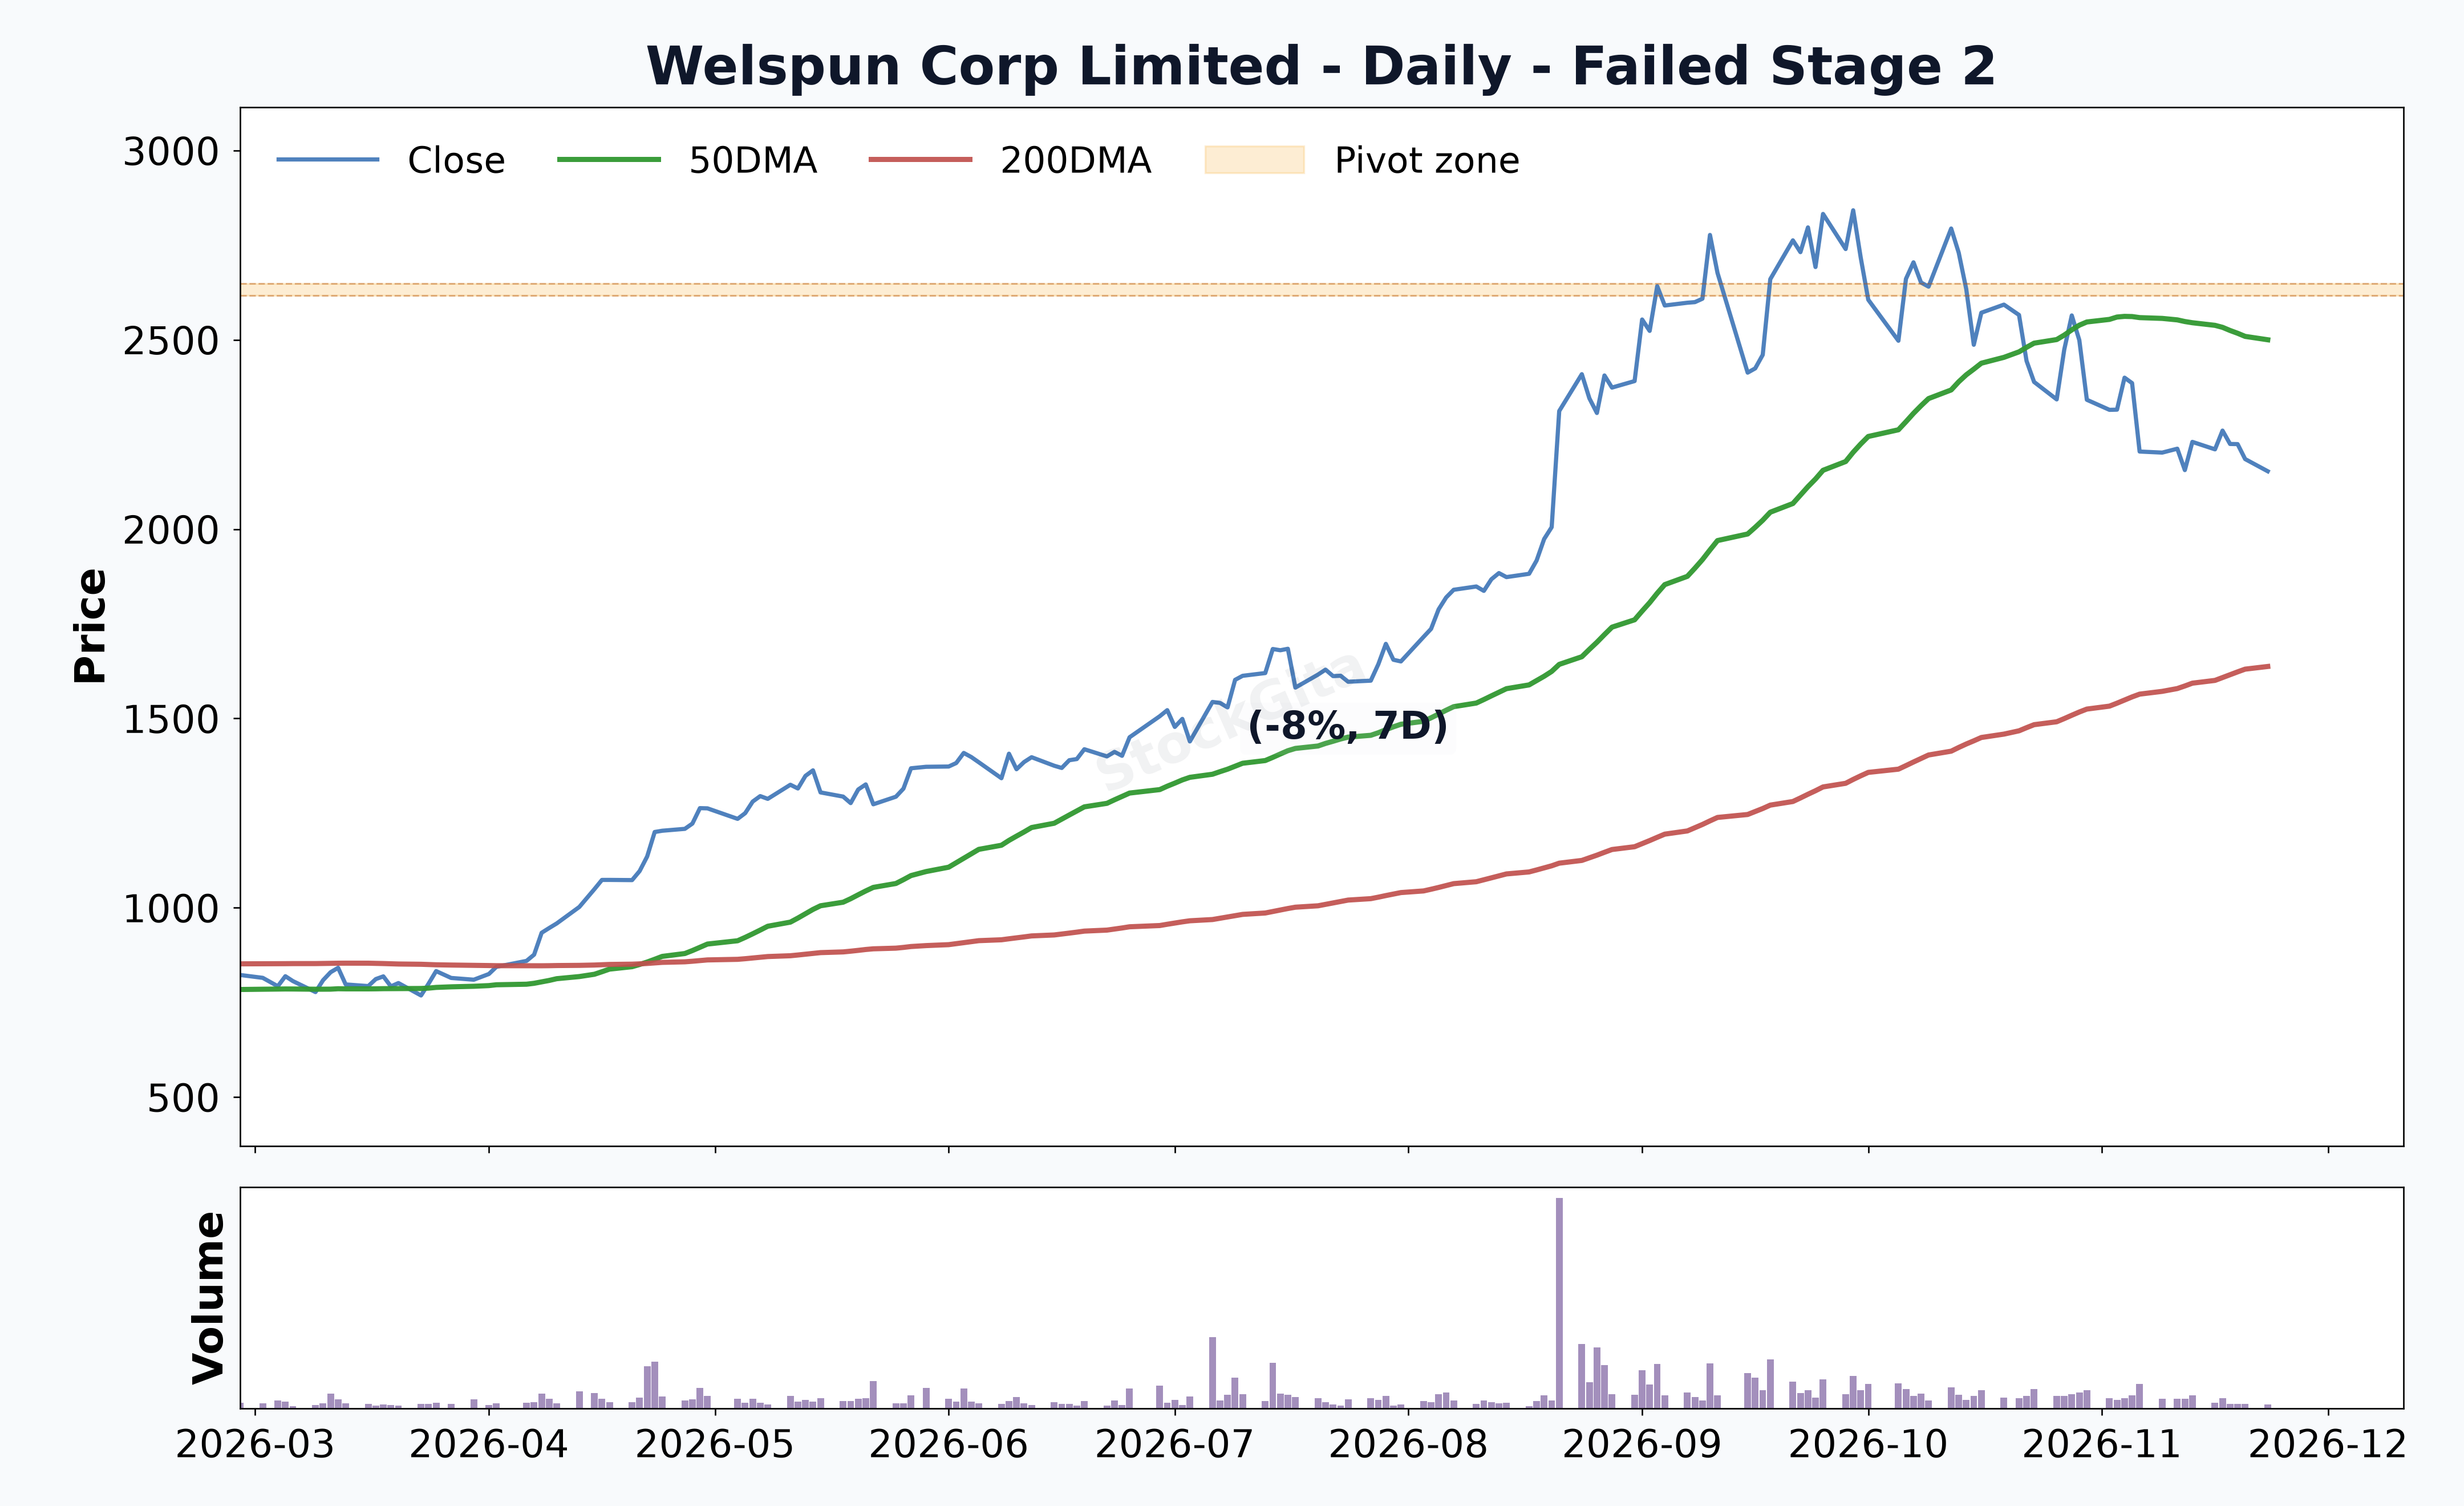 Welspun Corp Limited - Daily - Failed Stage 2
Close 50DMA 200DMA Pivot zone
3000
2500
2000
1500
1000
500
Price
StockGita
(-8%, 7D)
Volume
2026-03 2026-04 2026-05 2026-06 2026-07 2026-08 2026-09 2026-10 2026-11 2026-12